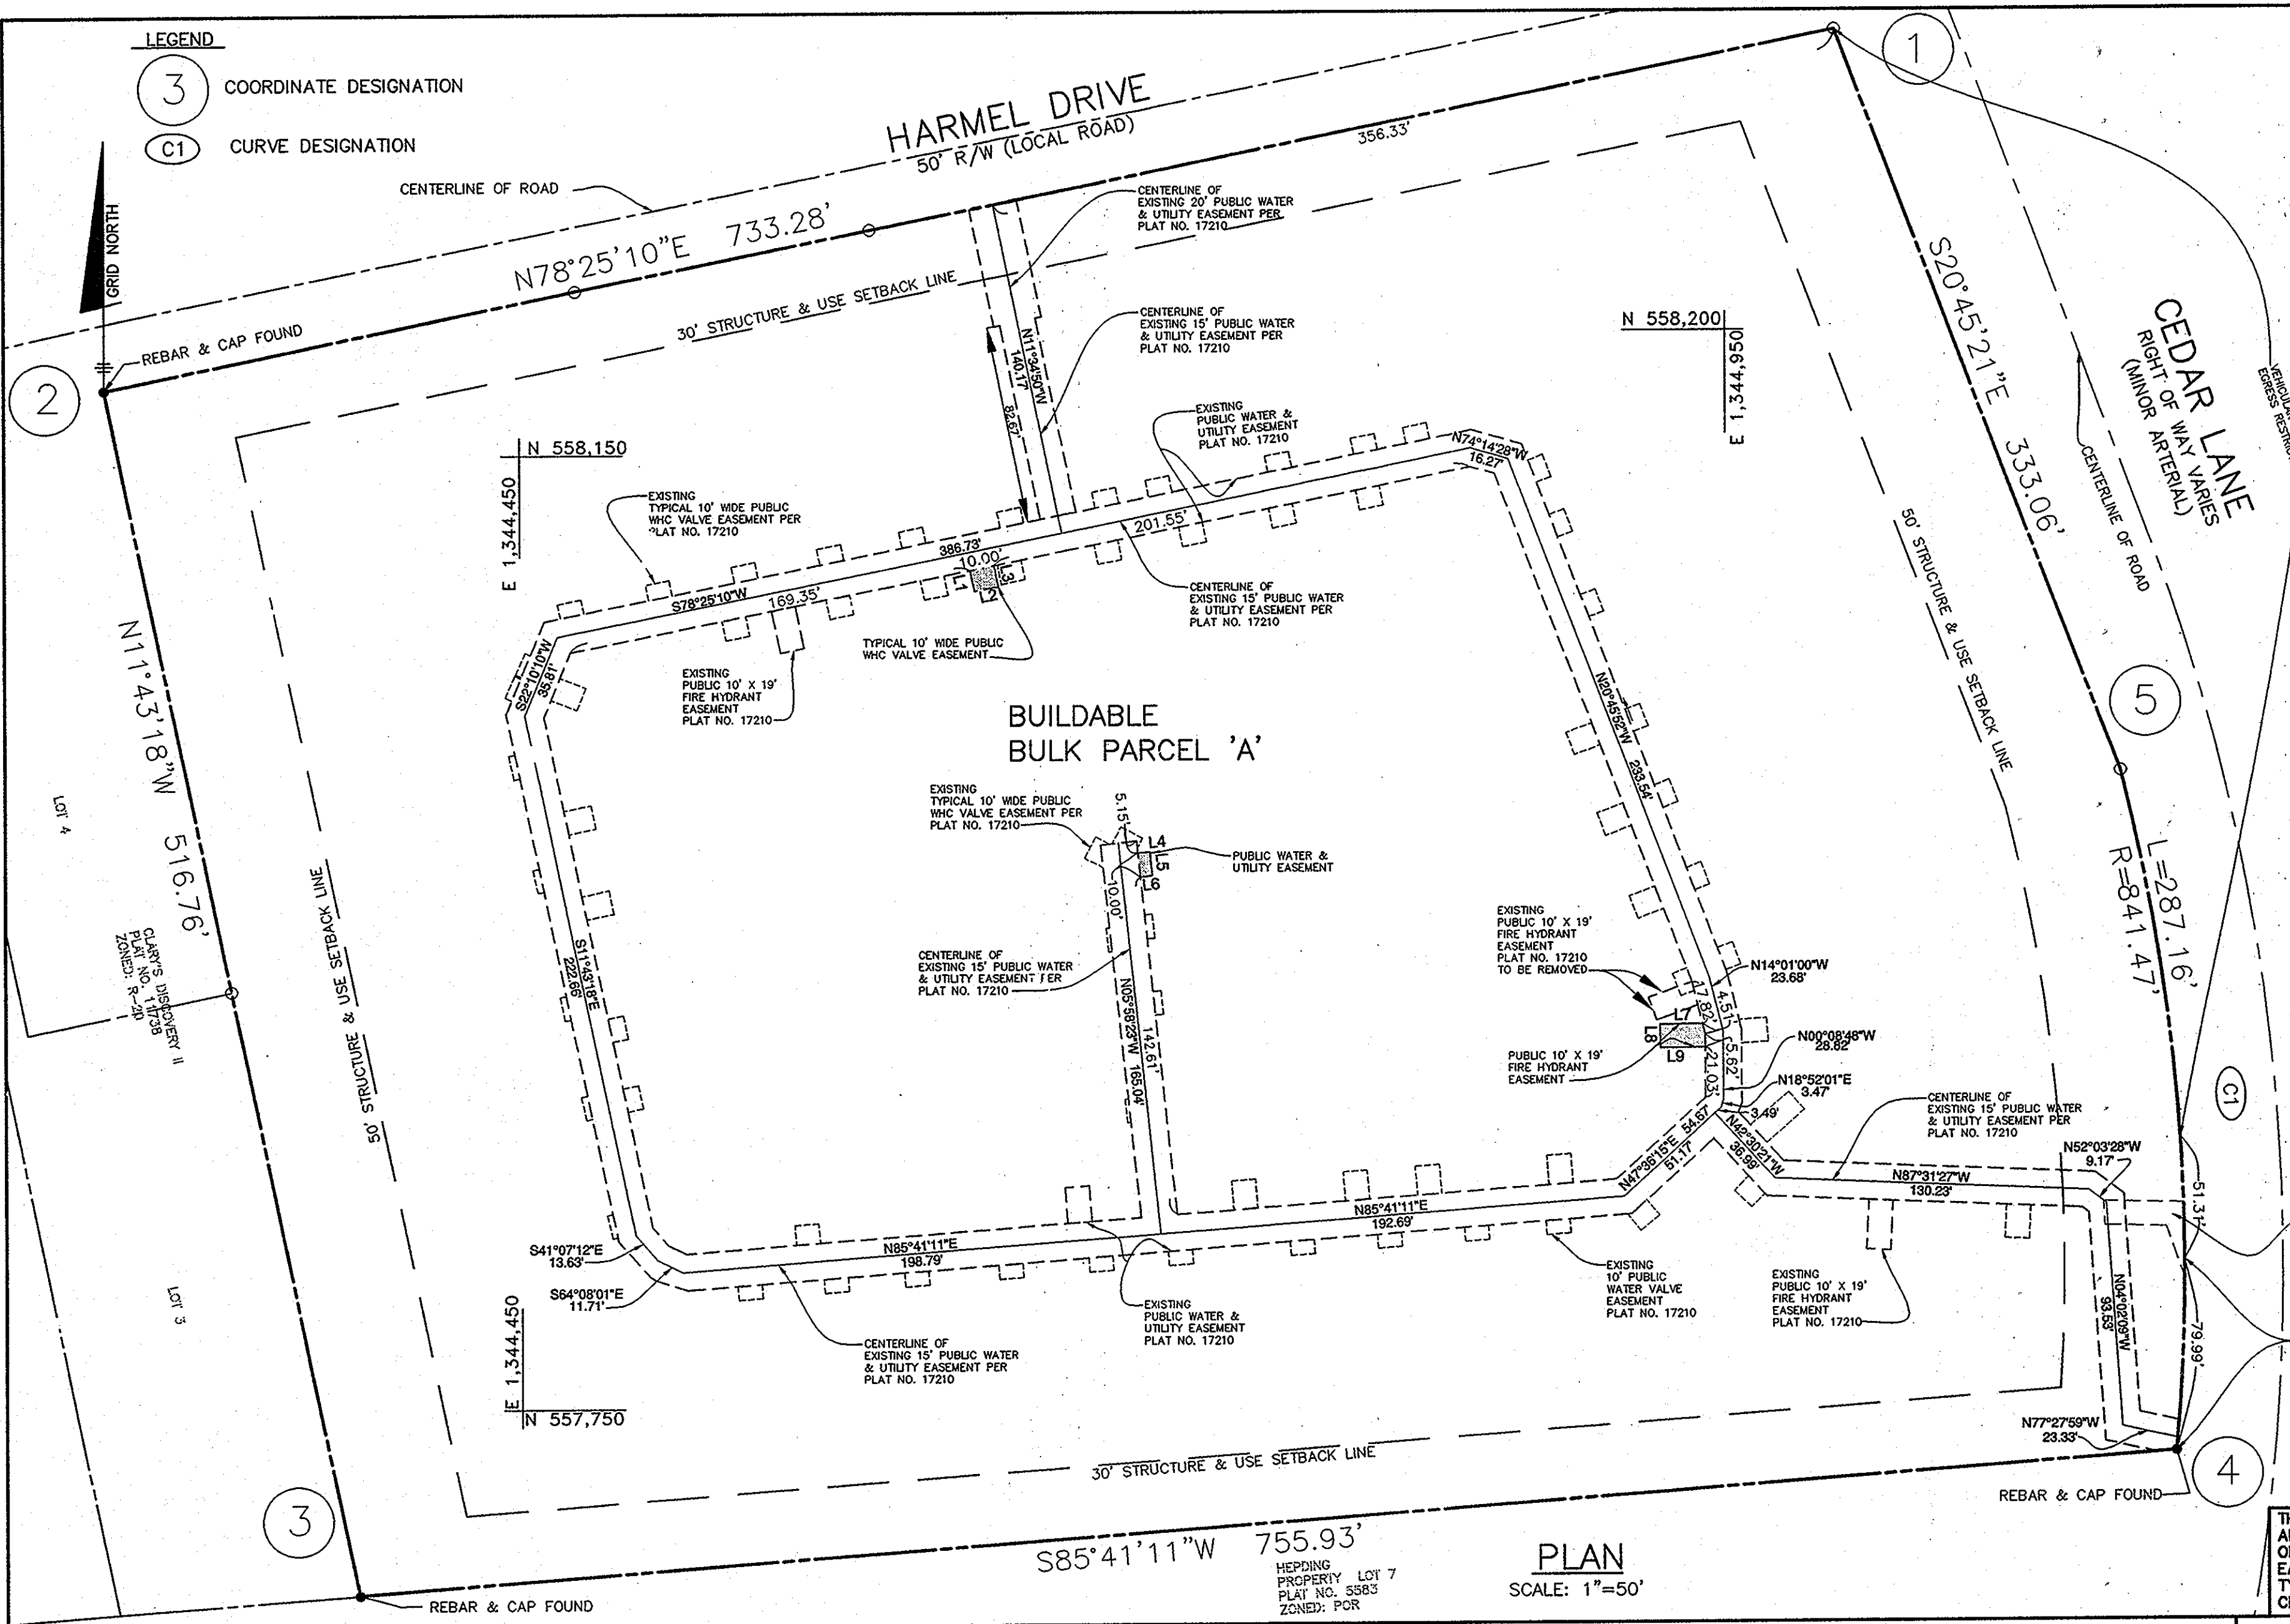 LEGEND
3
COORDINATE DESIGNATION
C1
CURVE DESIGNATION
GRID NORTH
CENTERLINE OF ROAD
HARMEL DRIVE
50' R/W (LOCAL ROAD)
356.33'
1
N78°25'10"E 733.28'
REBAR & CAP FOUND
2
30' STRUCTURE & USE SETBACK LINE
CENTERLINE OF
EXISTING 20' PUBLIC WATER
& UTILITY EASEMENT PER
PLAT NO. 17210
CENTERLINE OF
EXISTING 15' PUBLIC WATER
& UTILITY EASEMENT PER
PLAT NO. 17210
N11°34'50"W
140.17'
82.67'
N 558,200
E 1,344,950
S20°45'21"E 333.06'
CEDAR LANE
RIGHT OF WAY VARIES
(MINOR ARTERIAL)
CENTERLINE OF ROAD
50' STRUCTURE & USE SETBACK LINE
N 558,150
E 1,344,450
EXISTING
TYPICAL 10' WIDE PUBLIC
WHC VALVE EASEMENT PER
PLAT NO. 17210
EXISTING
PUBLIC WATER &
UTILITY EASEMENT
PLAT NO. 17210
N74°14'28"W
16.27'
386.73'
201.55'
10.00'
L1
L2
L3
S78°25'10"W
169.35'
CENTERLINE OF
EXISTING 15' PUBLIC WATER
& UTILITY EASEMENT PER
PLAT NO. 17210
TYPICAL 10' WIDE PUBLIC
WHC VALVE EASEMENT
EXISTING
PUBLIC 10' X 19'
FIRE HYDRANT
EASEMENT
PLAT NO. 17210
S22°10'10"W
35.81'
N11°43'18"W 516.76'
BUILDABLE
BULK PARCEL 'A'
N20°45'52"W
233.54'
5
L=287.16'
R=841.47'
LOT 4
CLARY'S DISCOVERY II
PLAT NO. 11738
ZONED: R-20
LOT 3
50' STRUCTURE & USE SETBACK LINE
S11°43'18"E
222.66'
EXISTING
TYPICAL 10' WIDE PUBLIC
WHC VALVE EASEMENT PER
PLAT NO. 17210
5.15'
L4
L5
L6
10.00'
PUBLIC WATER &
UTILITY EASEMENT
CENTERLINE OF
EXISTING 15' PUBLIC WATER
& UTILITY EASEMENT PER
PLAT NO. 17210
N05°58'23"W 165.04'
142.61'
EXISTING
PUBLIC 10' X 19'
FIRE HYDRANT
EASEMENT
PLAT NO. 17210
TO BE REMOVED
N14°01'00"W
23.68'
17.82'
4.51'
L7
L8
L9
PUBLIC 10' X 19'
FIRE HYDRANT
EASEMENT
5.62'
21.03'
N00°08'48"W
28.82'
N18°52'01"E
3.47'
3.49'
N47°36'15"E 54.67'
51.17'
N42°30'21"W
36.99'
CENTERLINE OF
EXISTING 15' PUBLIC WATER
& UTILITY EASEMENT PER
PLAT NO. 17210
C1
N52°03'28"W
9.17'
N87°31'27"W
130.23'
51.31'
79.99'
N04°02'09"W
93.53'
N85°41'11"E
192.69'
N85°41'11"E
198.79'
S41°07'12"E
13.63'
S64°08'01"E
11.71'
EXISTING
PUBLIC WATER &
UTILITY EASEMENT
PLAT NO. 17210
EXISTING
10' PUBLIC
WATER VALVE
EASEMENT
PLAT NO. 17210
EXISTING
PUBLIC 10' X 19'
FIRE HYDRANT
EASEMENT
PLAT NO. 17210
CENTERLINE OF
EXISTING 15' PUBLIC WATER
& UTILITY EASEMENT PER
PLAT NO. 17210
E 1,344,450
N 557,750
N77°27'59"W
23.33'
30' STRUCTURE & USE SETBACK LINE
4
REBAR & CAP FOUND
3
REBAR & CAP FOUND
S85°41'11"W 755.93'
HEPDING
PROPERTY LOT 7
PLAT NO. 5583
ZONED: POR
PLAN
SCALE: 1"=50'